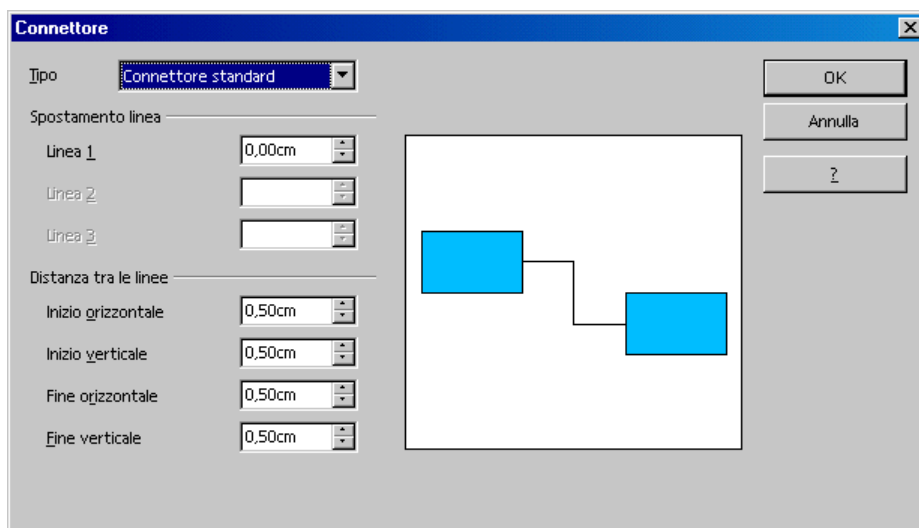 Connettore
Tipo Connettore standard
OK
Spostamento linea
Annulla
Linea 1 0,00cm
?
Linea 2
Linea 3
Distanza tra le linee
Inizio orizzontale 0,50cm
Inizio verticale 0,50cm
Fine orizzontale 0,50cm
Fine verticale 0,50cm